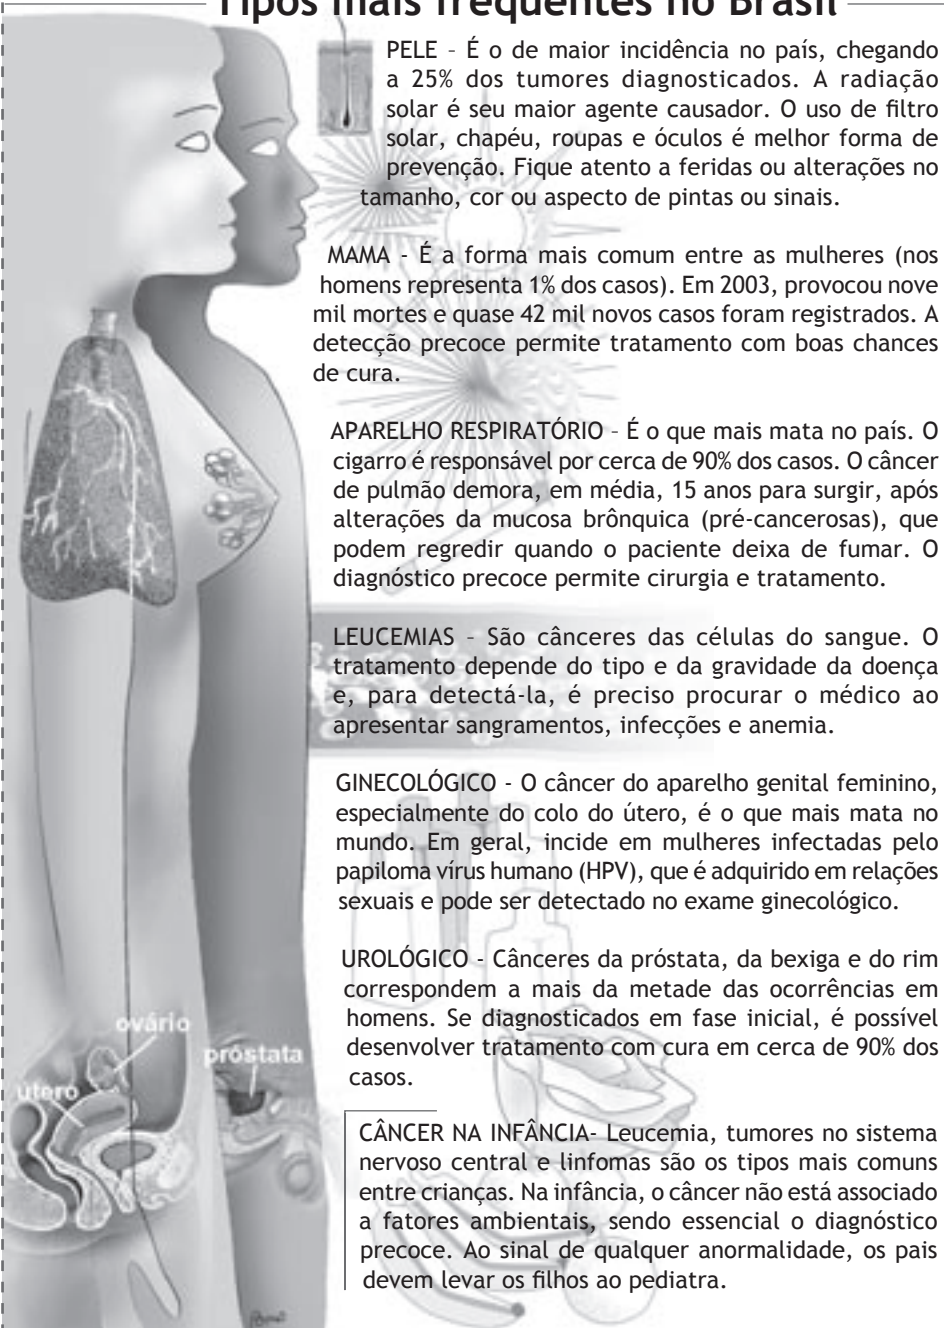 Tipos mais frequentes no Brasil
PELE - É o de maior incidência no país, chegando
a 25% dos tumores diagnosticados. A radiação
solar é seu maior agente causador. O uso de filtro
solar, chapéu, roupas e óculos é melhor forma de
prevenção. Fique atento a feridas ou alterações no
tamanho, cor ou aspecto de pintas ou sinais.
MAMA - É a forma mais comum entre as mulheres (nos
homens representa 1% dos casos). Em 2003, provocou nove
mil mortes e quase 42 mil novos casos foram registrados. A
detecção precoce permite tratamento com boas chances
de cura.
APARELHO RESPIRATÓRIO - É o que mais mata no país. O
cigarro é responsável por cerca de 90% dos casos. O câncer
de pulmão demora, em média, 15 anos para surgir, após
alterações da mucosa brônquica (pré-cancerosas), que
podem regredir quando o paciente deixa de fumar. O
diagnóstico precoce permite cirurgia e tratamento.
LEUCEMIAS - São cânceres das células do sangue. O
tratamento depende do tipo e da gravidade da doença
e, para detectá-la, é preciso procurar o médico ao
apresentar sangramentos, infecções e anemia.
GINECOLÓGICO - O câncer do aparelho genital feminino,
especialmente do colo do útero, é o que mais mata no
mundo. Em geral, incide em mulheres infectadas pelo
papiloma vírus humano (HPV), que é adquirido em relações
sexuais e pode ser detectado no exame ginecológico.
UROLÓGICO - Cânceres da próstata, da bexiga e do rim
correspondem a mais da metade das ocorrências em
homens. Se diagnosticados em fase inicial, é possível
desenvolver tratamento com cura em cerca de 90% dos
casos.
CÂNCER NA INFÂNCIA- Leucemia, tumores no sistema
nervoso central e linfomas são os tipos mais comuns
entre crianças. Na infância, o câncer não está associado
a fatores ambientais, sendo essencial o diagnóstico
precoce. Ao sinal de qualquer anormalidade, os pais
devem levar os filhos ao pediatra.
ovário
próstata
útero